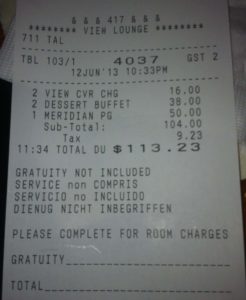 & & & 417 & & &
******** VIEW LOUNGE ********
711 TAL
TBL 103/1 4037 GST 2
12JUN'13 10:33PM
2 VIEW CVR CHG 16.00
2 DESSERT BUFFET 38.00
1 MERIDIAN PG 50.00
Sub-Total: 104.00
Tax 9.23
11:34 TOTAL DU $113.23
GRATUITY NOT INCLUDED
SERVICE non COMPRIS
SERVICIO no INCLUIDO
DIENUG NICHT INBEGRIFFEN
PLEASE COMPLETE FOR ROOM CHARGES
GRATUITY
TOTAL